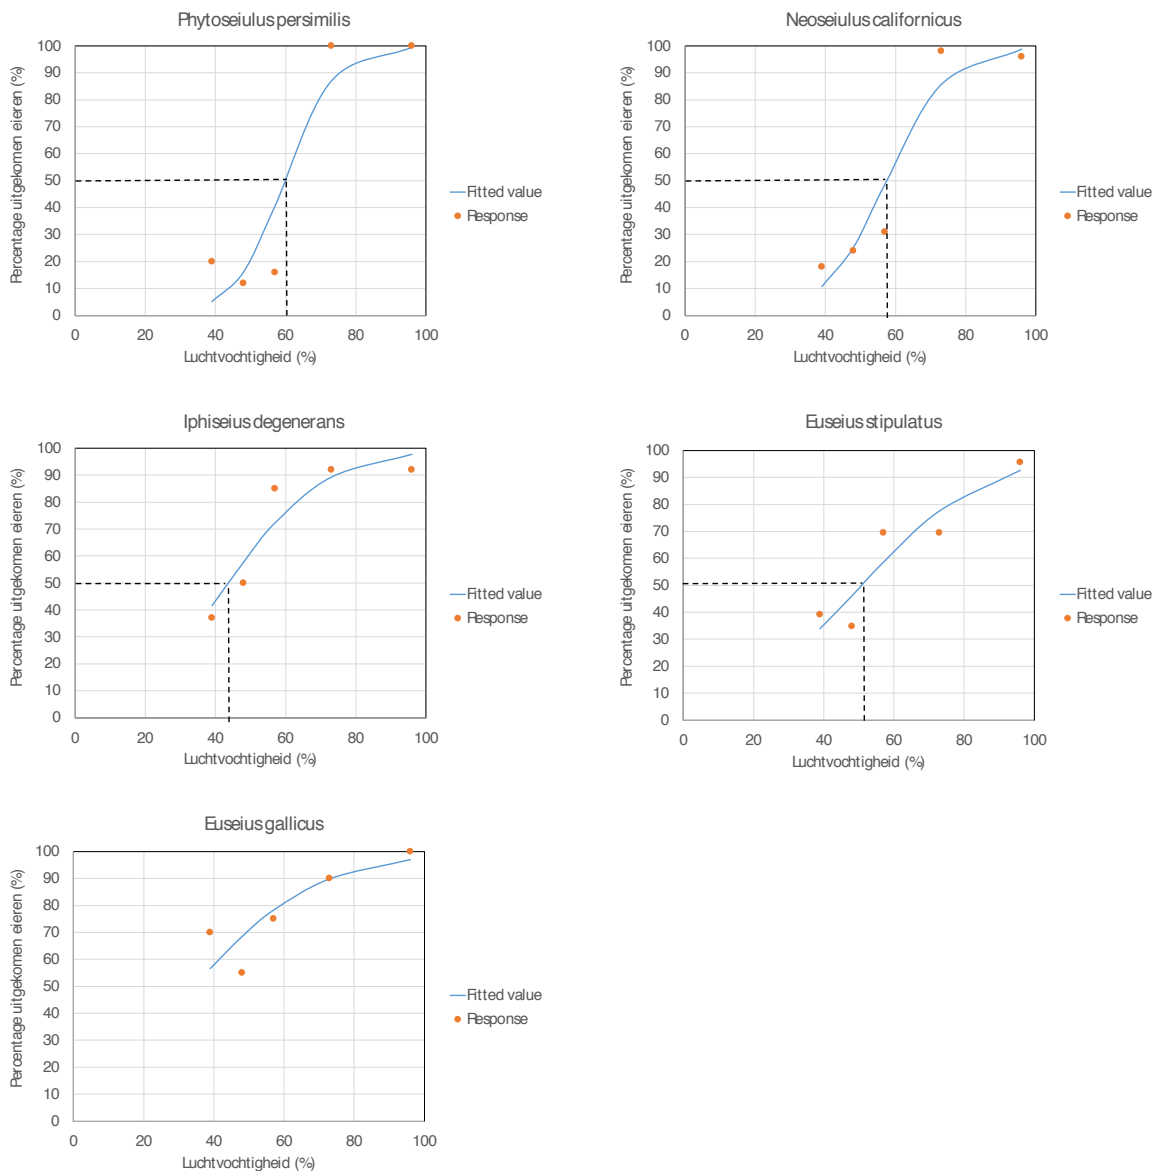 Phytoseiulus persimilis
Percentage uitgekomen eieren (%)
100
90
80
70
60
50
40
30
20
10
0
0 20 40 60 80 100
Luchtvochtigheid (%)
Fitted value
Response
Neoseiulus californicus
Percentage uitgekomen eieren (%)
100
90
80
70
60
50
40
30
20
10
0
0 20 40 60 80 100
Luchtvochtigheid (%)
Fitted value
Response
Iphiseius degenerans
Percentage uitgekomen eieren (%)
100
90
80
70
60
50
40
30
20
10
0
0 20 40 60 80 100
Luchtvochtigheid (%)
Fitted value
Response
Euseius stipulatus
Percentage uitgekomen eieren (%)
100
90
80
70
60
50
40
30
20
10
0
0 20 40 60 80 100
Luchtvochtigheid (%)
Fitted value
Response
Euseius gallicus
Percentage uitgekomen eieren (%)
100
90
80
70
60
50
40
30
20
10
0
0 20 40 60 80 100
Luchtvochtigheid (%)
Fitted value
Response